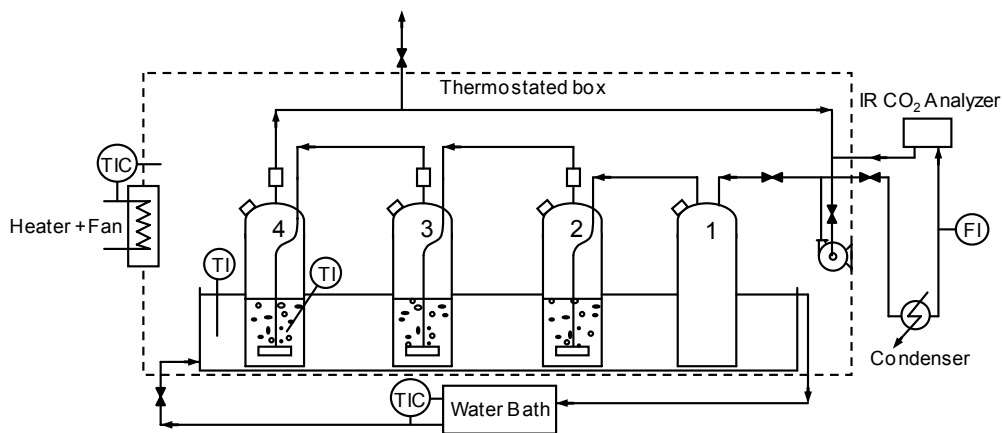 Thermostated box
IR CO₂ Analyzer
TIC
Heater +Fan
4
3
2
1
TI
TI
FI
Condenser
TIC
Water Bath